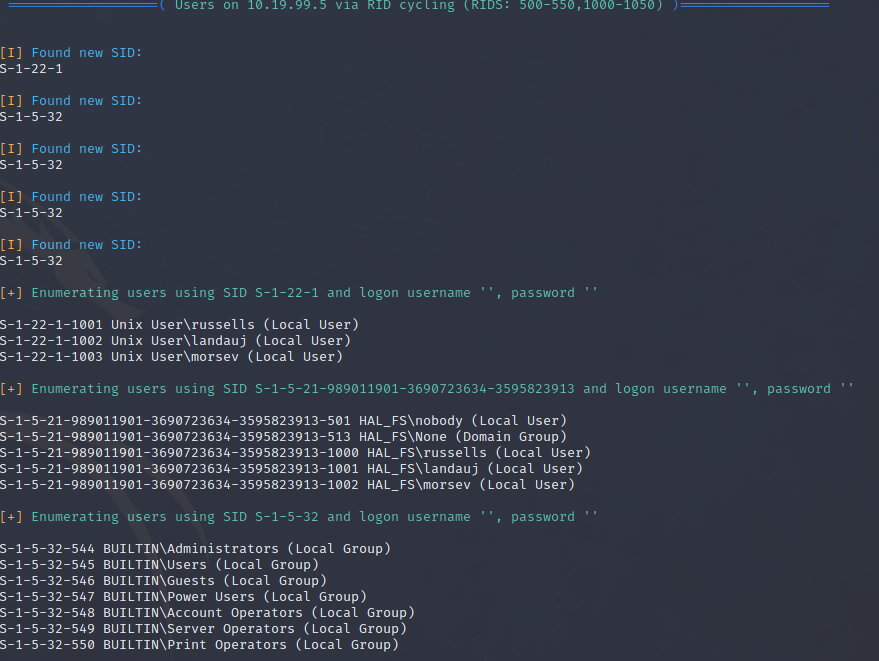 ═══════════════════( Users on 10.19.99.5 via RID cycling (RIDS: 500-550,1000-1050) )═══════════════════
[I] Found new SID:
S-1-22-1
[I] Found new SID:
S-1-5-32
[I] Found new SID:
S-1-5-32
[I] Found new SID:
S-1-5-32
[I] Found new SID:
S-1-5-32
[+] Enumerating users using SID S-1-22-1 and logon username '', password ''
S-1-22-1-1001 Unix User\russells (Local User)
S-1-22-1-1002 Unix User\landauj (Local User)
S-1-22-1-1003 Unix User\morsev (Local User)
[+] Enumerating users using SID S-1-5-21-989011901-3690723634-3595823913 and logon username '', password ''
S-1-5-21-989011901-3690723634-3595823913-501 HAL_FS\nobody (Local User)
S-1-5-21-989011901-3690723634-3595823913-513 HAL_FS\None (Domain Group)
S-1-5-21-989011901-3690723634-3595823913-1000 HAL_FS\russells (Local User)
S-1-5-21-989011901-3690723634-3595823913-1001 HAL_FS\landauj (Local User)
S-1-5-21-989011901-3690723634-3595823913-1002 HAL_FS\morsev (Local User)
[+] Enumerating users using SID S-1-5-32 and logon username '', password ''
S-1-5-32-544 BUILTIN\Administrators (Local Group)
S-1-5-32-545 BUILTIN\Users (Local Group)
S-1-5-32-546 BUILTIN\Guests (Local Group)
S-1-5-32-547 BUILTIN\Power Users (Local Group)
S-1-5-32-548 BUILTIN\Account Operators (Local Group)
S-1-5-32-549 BUILTIN\Server Operators (Local Group)
S-1-5-32-550 BUILTIN\Print Operators (Local Group)